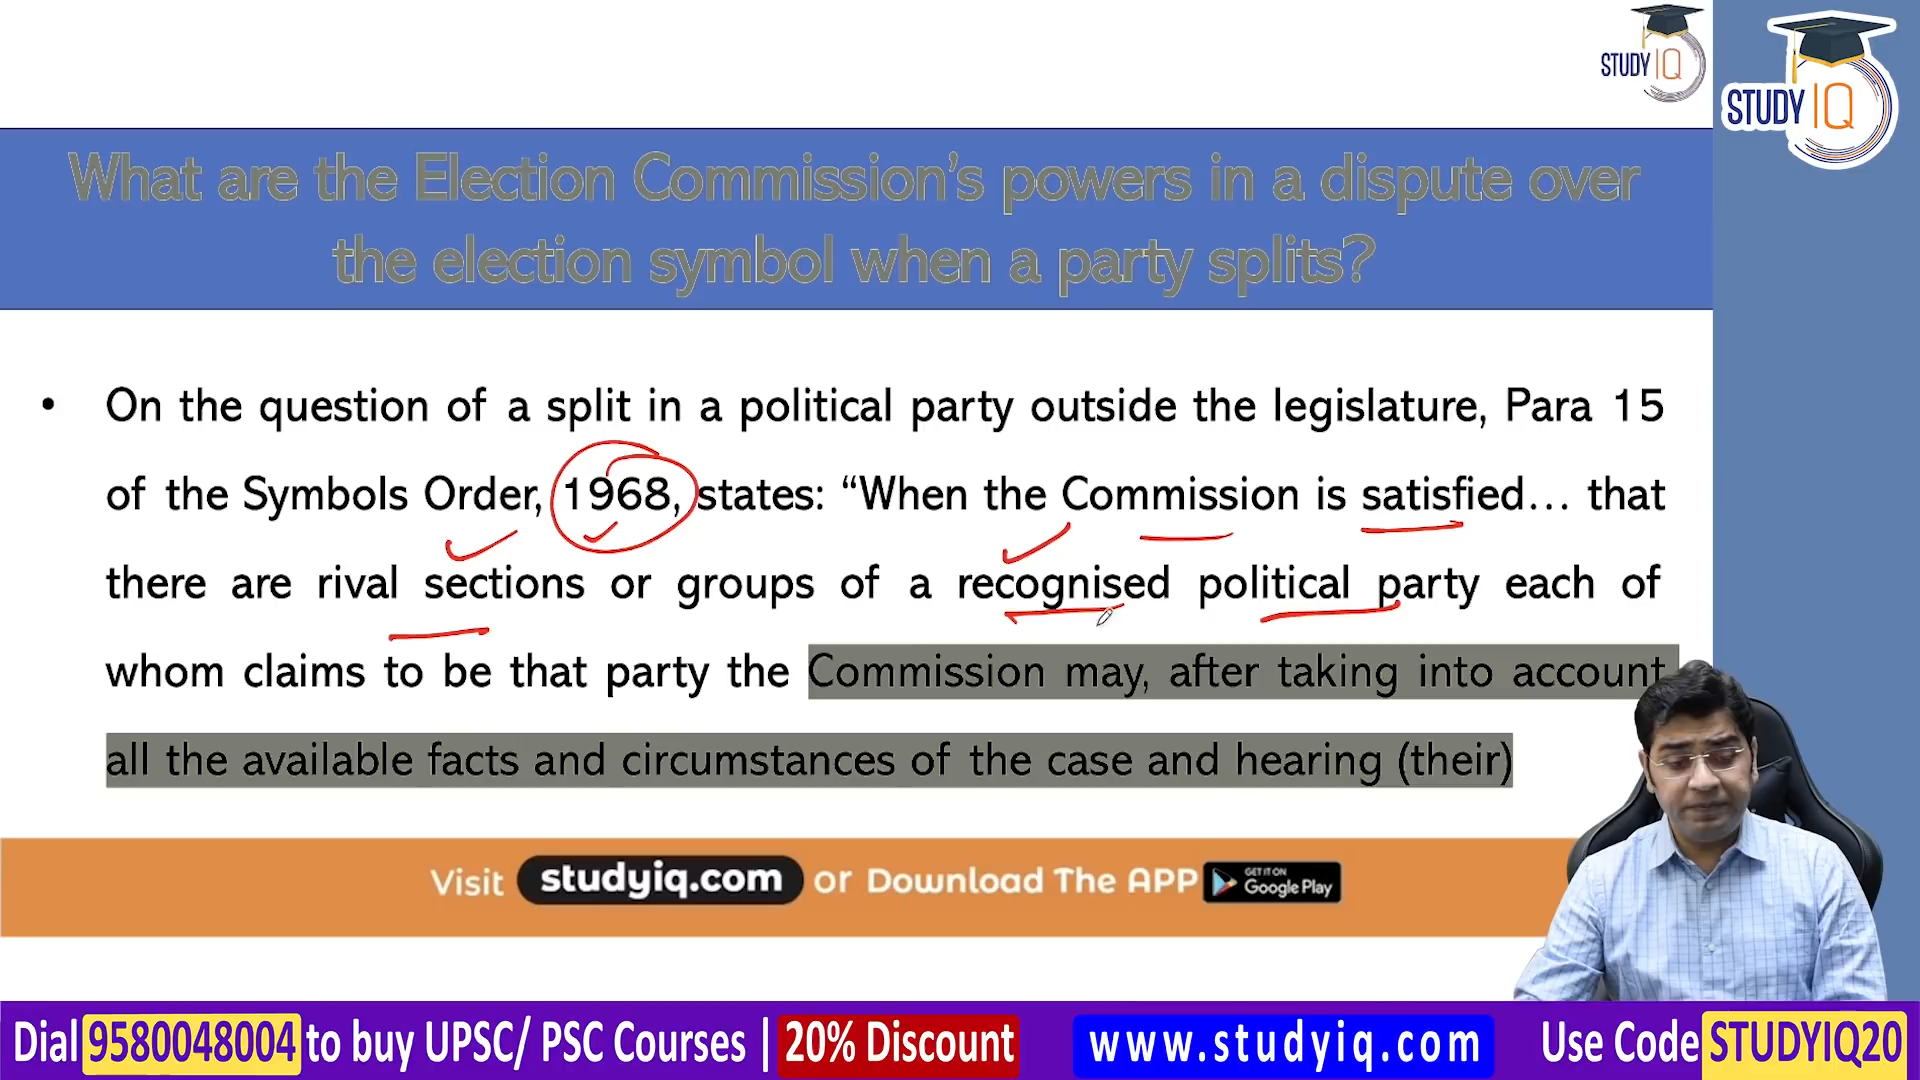 STUDY IQ
STUDY IQ
What are the Election Commission's powers in a dispute over
the election symbol when a party splits?
• On the question of a split in a political party outside the legislature, Para 15
of the Symbols Order, 1968, states: “When the Commission is satisfied... that
there are rival sections or groups of a recognised political party each of
whom claims to be that party the Commission may, after taking into account
all the available facts and circumstances of the case and hearing (their)
Visit studyiq.com or Download The APP GET IT ON Google Play
Dial 9580048004 to buy UPSC/ PSC Courses | 20% Discount www.studyiq.com Use Code STUDYIQ20